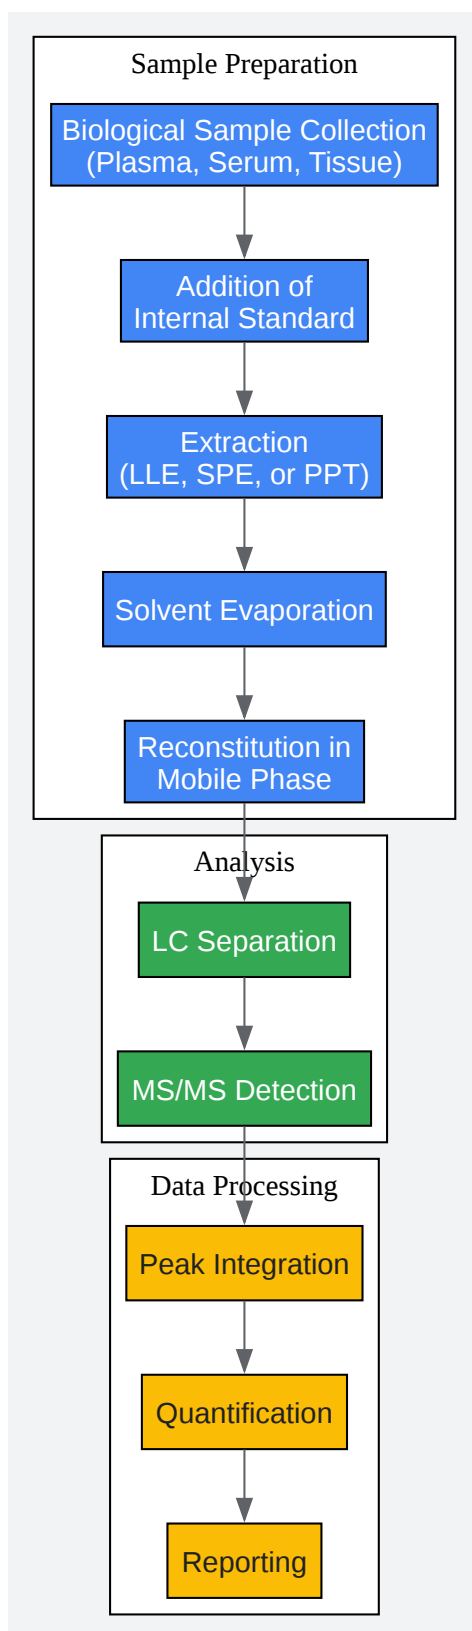 Sample Preparation
Biological Sample Collection
(Plasma, Serum, Tissue)
Addition of
Internal Standard
Extraction
(LLE, SPE, or PPT)
Solvent Evaporation
Reconstitution in
Mobile Phase
Analysis
LC Separation
MS/MS Detection
Data Processing
Peak Integration
Quantification
Reporting